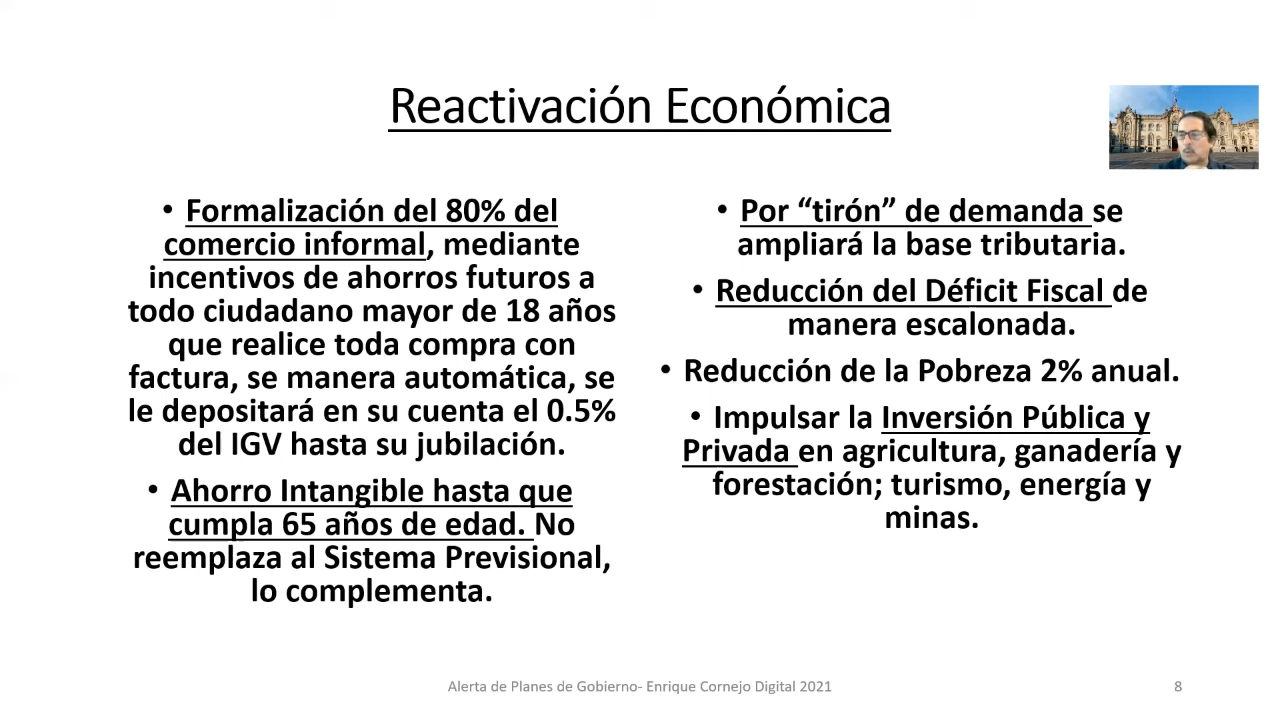 Reactivación Económica
• Formalización del 80% del
comercio informal, mediante
incentivos de ahorros futuros a
todo ciudadano mayor de 18 años
que realice toda compra con
factura, se manera automática, se
le depositará en su cuenta el 0.5%
del IGV hasta su jubilación.
• Ahorro Intangible hasta que
cumpla 65 años de edad. No
reemplaza al Sistema Previsional,
lo complementa.
• Por “tirón” de demanda se
ampliará la base tributaria.
• Reducción del Déficit Fiscal de
manera escalonada.
• Reducción de la Pobreza 2% anual.
• Impulsar la Inversión Pública y
Privada en agricultura, ganadería y
forestación; turismo, energía y
minas.
Alerta de Planes de Gobierno- Enrique Cornejo Digital 2021
8